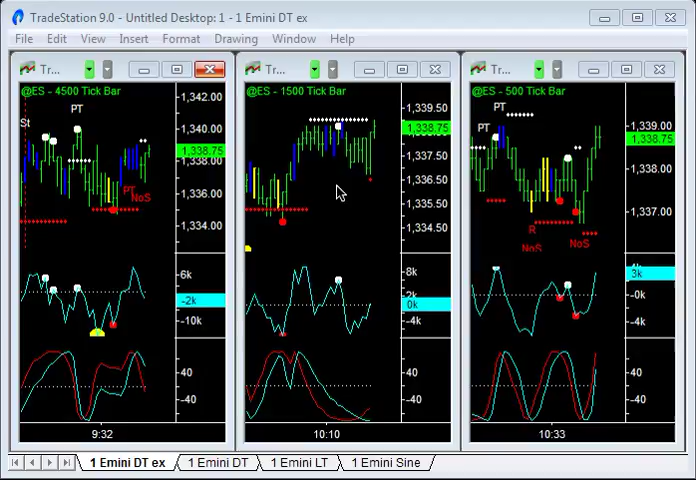 TradeStation 9.0 - Untitled Desktop: 1 - 1 Emini DT ex
File Edit View Insert Format Drawing Window Help
Tr...
@ES - 4500 Tick Bar
St
PT
PT
NoS
1,342.00
1,340.00
1,338.75
1,338.00
1,336.00
1,334.00
6k
-2k
-10k
40
-40
9:32
Tr...
@ES - 1500 Tick Bar
1,339.50
1,338.75
1,337.50
1,336.50
1,335.50
1,334.50
8k
2k
0k
-4k
40
-40
10:10
Tr...
@ES - 500 Tick Bar
PT
PT
R
NoS
NoS
1,339.00
1,338.75
1,338.00
1,337.00
3k
-0k
-4k
40
-40
10:33
1 Emini DT ex 1 Emini DT 1 Emini LT 1 Emini Sine